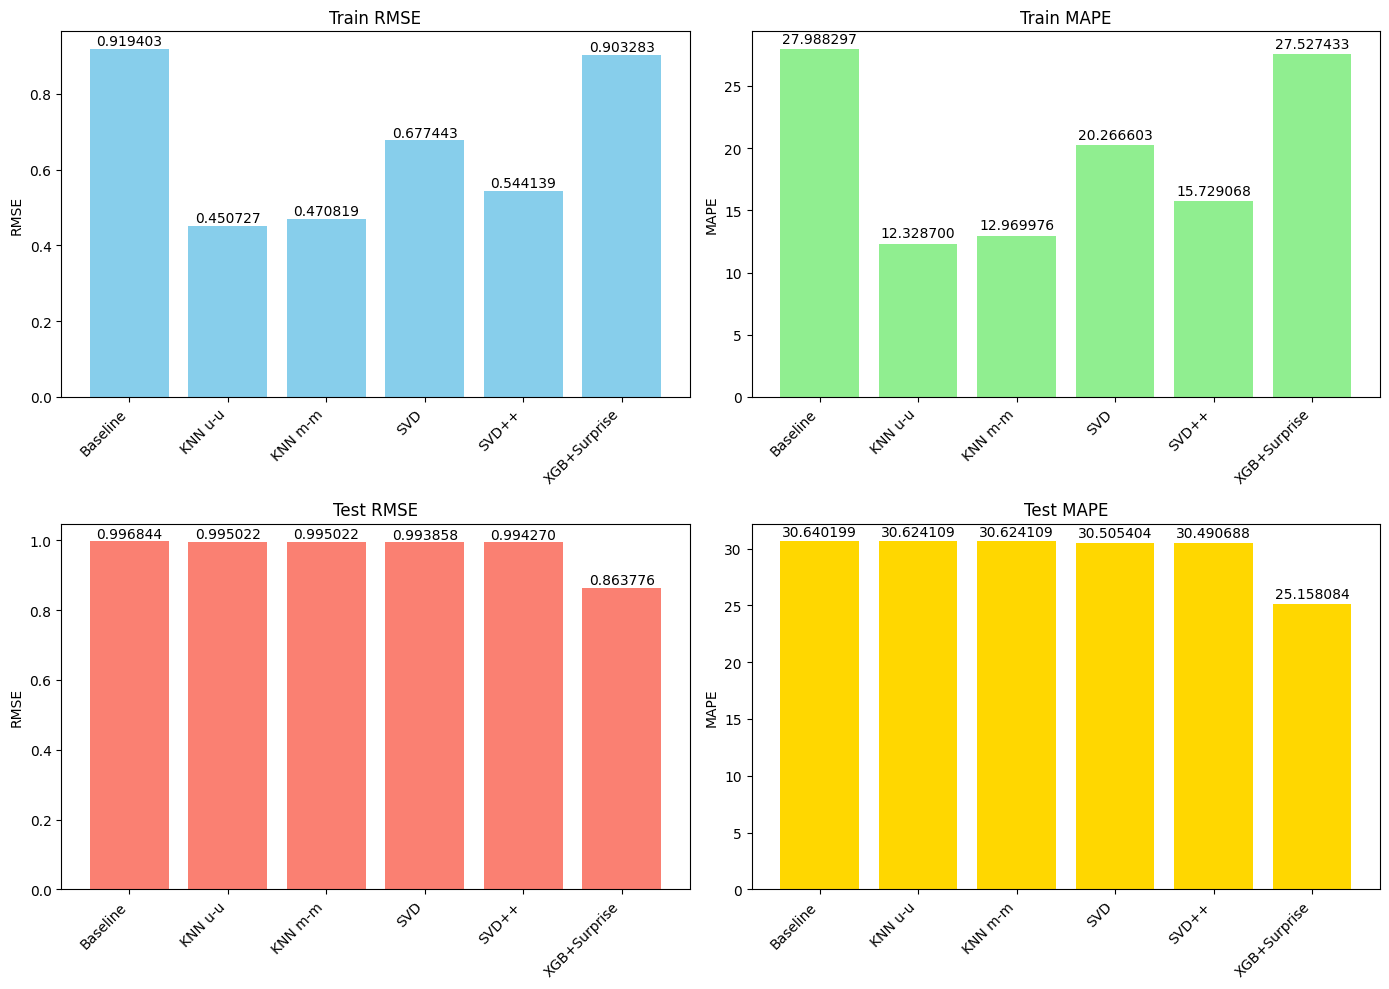 Train RMSE
0.919403
0.450727
0.470819
0.677443
0.544139
0.903283
RMSE
0.8
0.6
0.4
0.2
0.0
Baseline
KNN u-u
KNN m-m
SVD
SVD++
XGB+Surprise
Train MAPE
27.988297
12.328700
12.969976
20.266603
15.729068
27.527433
MAPE
25
20
15
10
5
0
Baseline
KNN u-u
KNN m-m
SVD
SVD++
XGB+Surprise
Test RMSE
0.996844
0.995022
0.995022
0.993858
0.994270
0.863776
RMSE
1.0
0.8
0.6
0.4
0.2
0.0
Baseline
KNN u-u
KNN m-m
SVD
SVD++
XGB+Surprise
Test MAPE
30.640199
30.624109
30.624109
30.505404
30.490688
25.158084
MAPE
30
25
20
15
10
5
0
Baseline
KNN u-u
KNN m-m
SVD
SVD++
XGB+Surprise